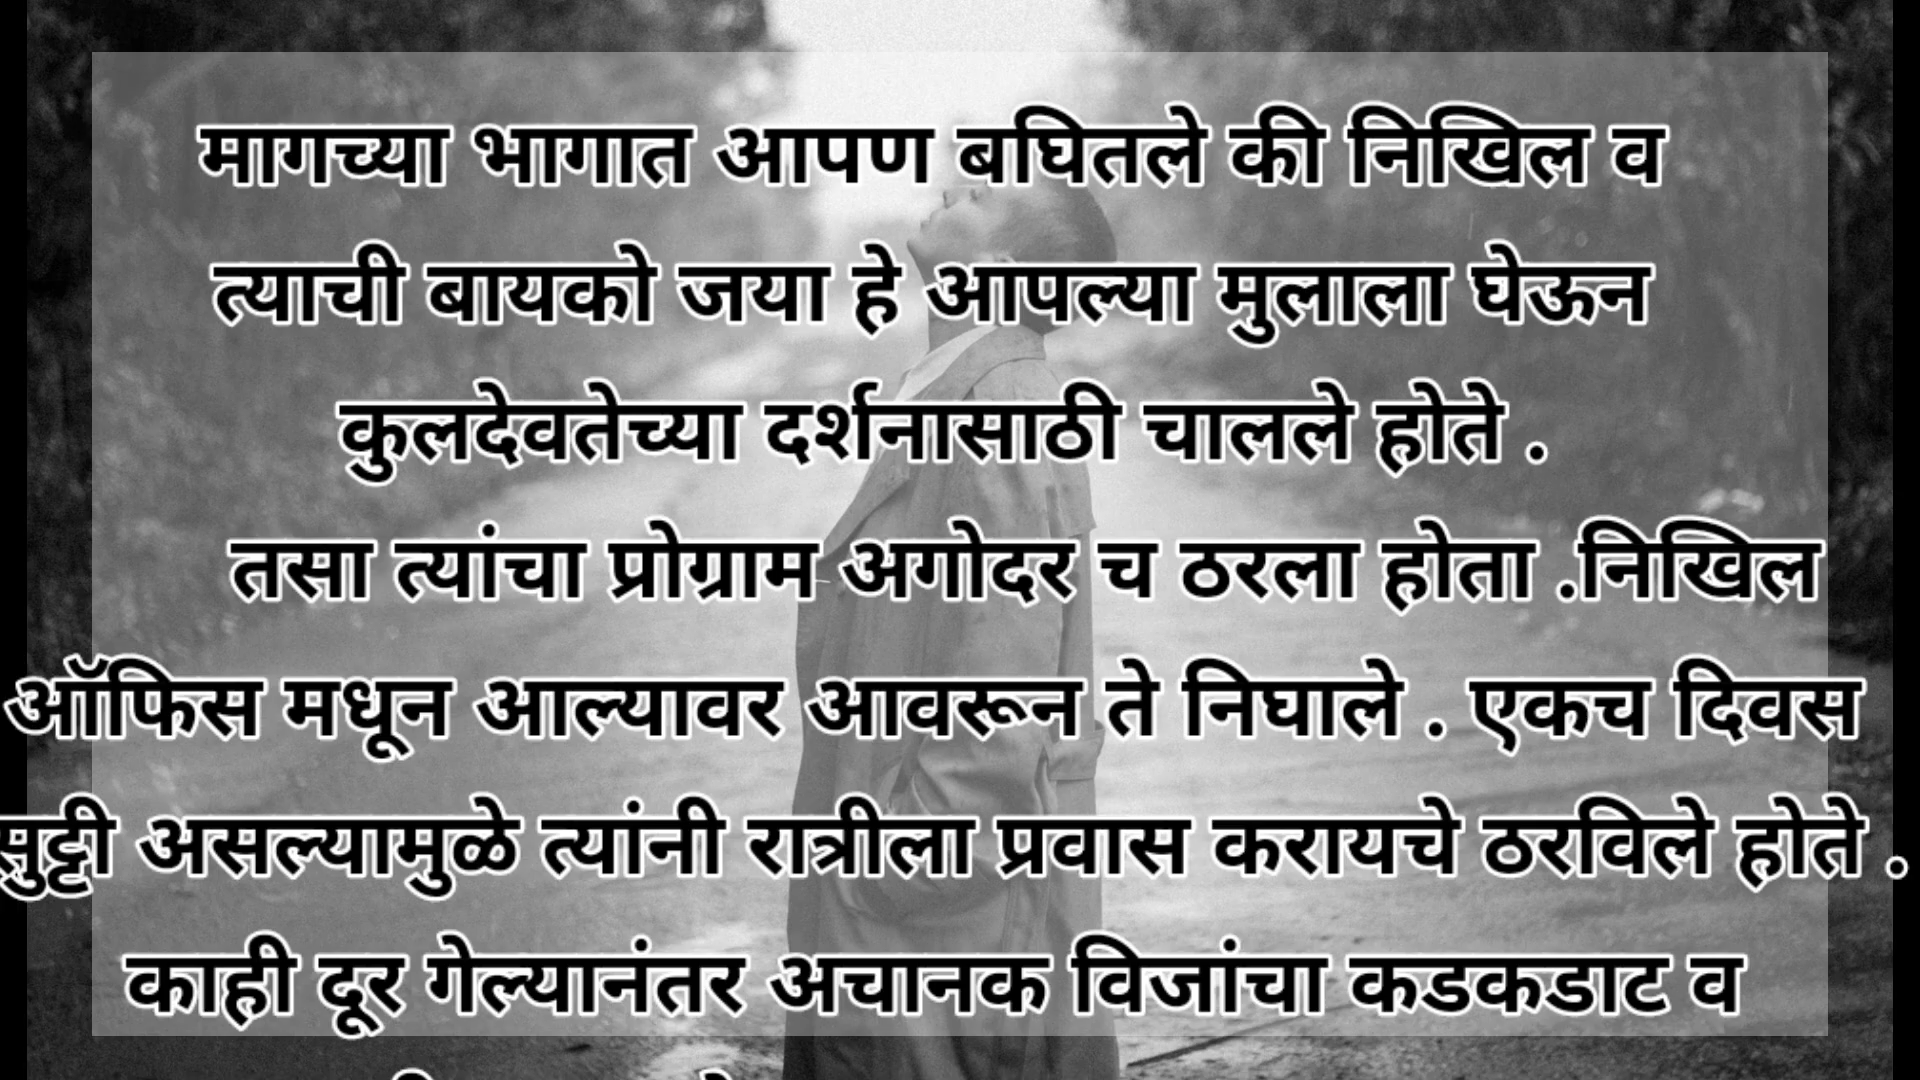 मागच्या भागात आपण बघितले की निखिल व
त्याची बायको जया हे आपल्या मुलाला घेऊन
कुलदेवतेच्या दर्शनासाठी चालले होते .
तसा त्यांचा प्रोग्राम अगोदर च ठरला होता .निखिल
ऑफिस मधून आल्यावर आवरून ते निघाले . एकच दिवस
सुट्टी असल्यामुळे त्यांनी रात्रीला प्रवास करायचे ठरविले होते .
काही दूर गेल्यानंतर अचानक विजांचा कडकडाट व